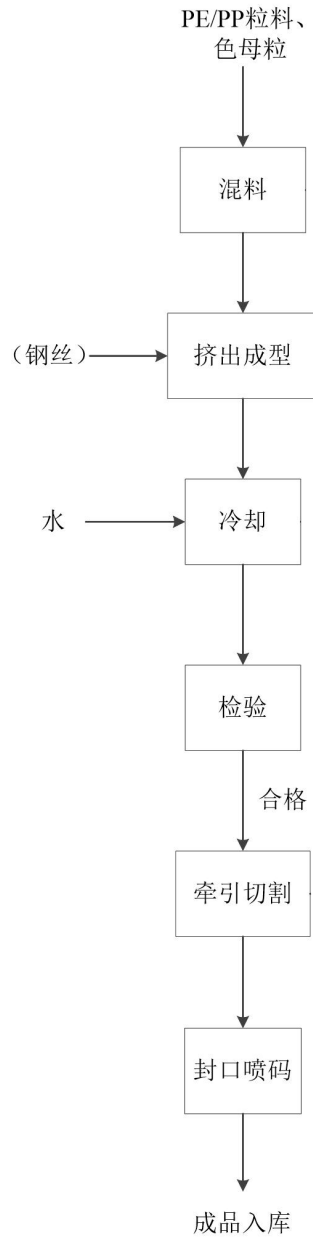 PE/PP粒料、
色母粒
混料
（钢丝）
挤出成型
水
冷却
检验
合格
牵引切割
封口喷码
成品入库